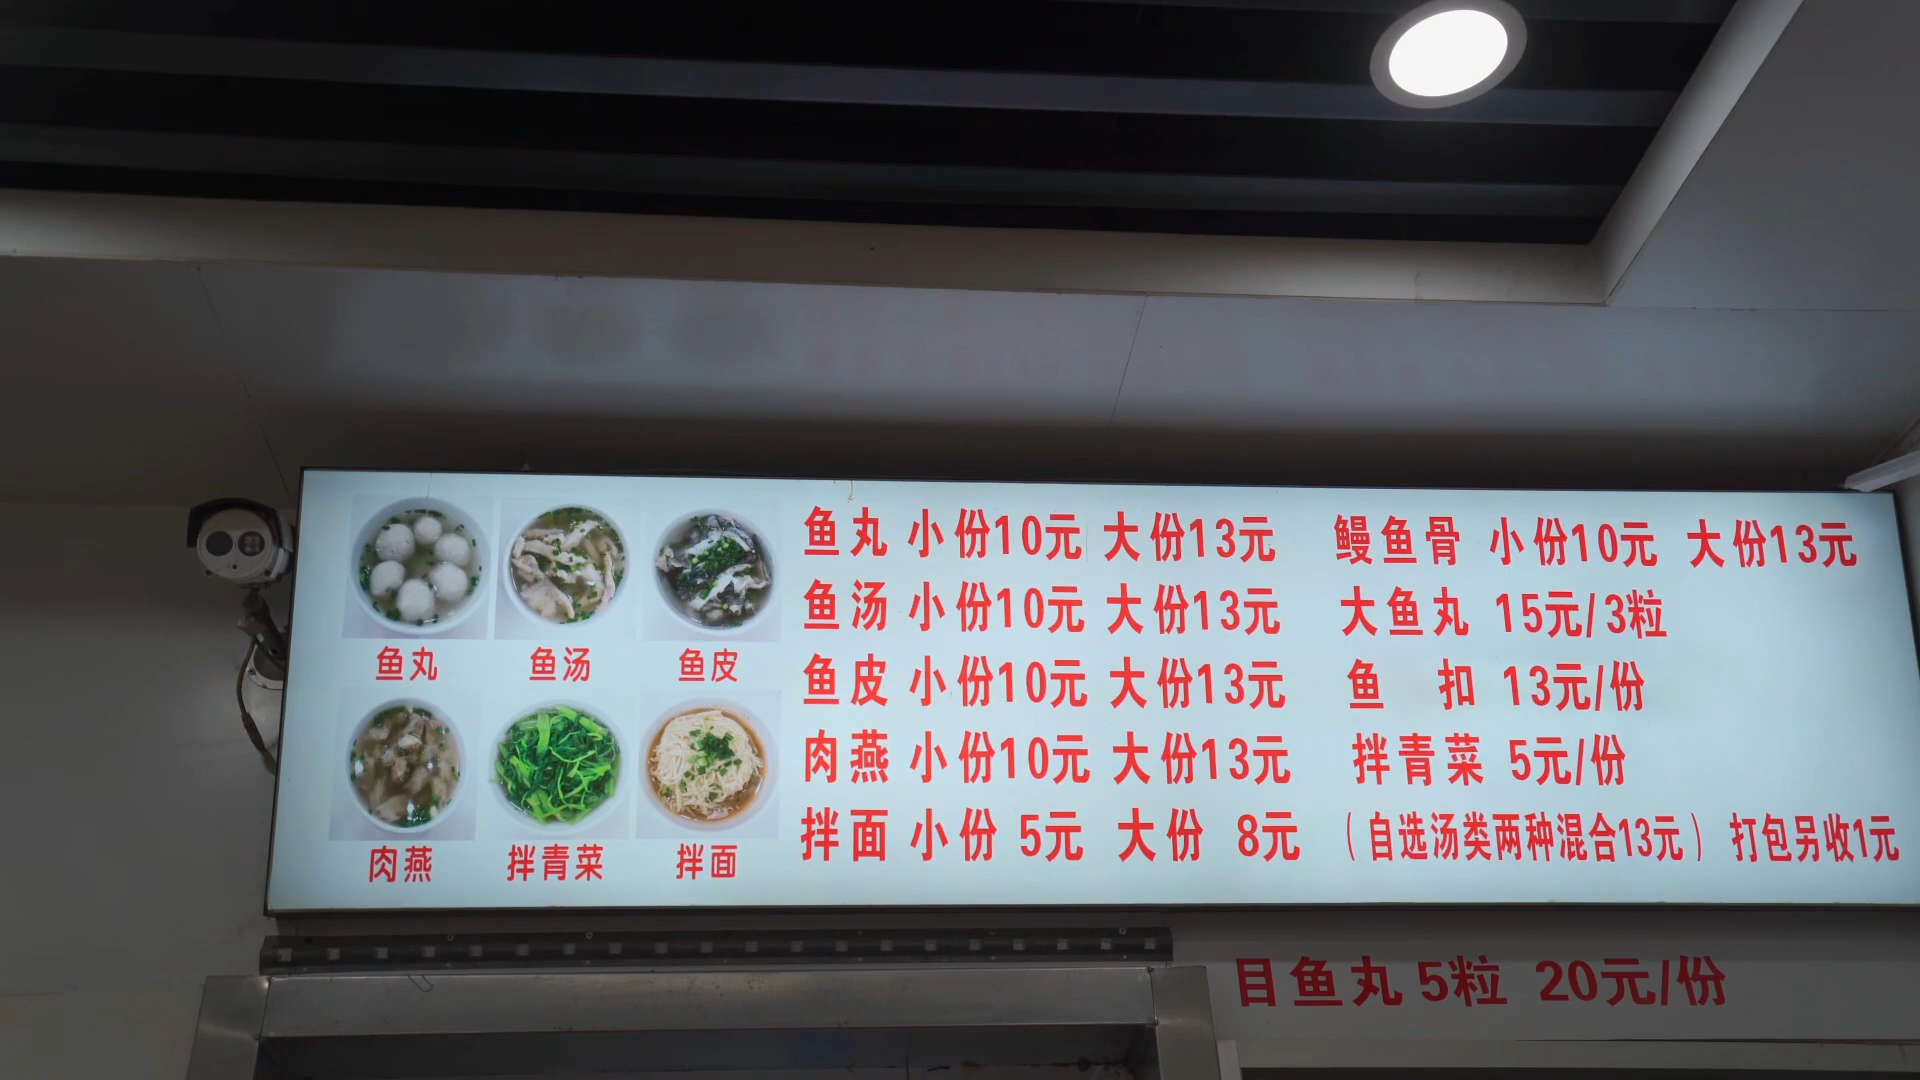 鱼丸 鱼汤 鱼皮
肉燕 拌青菜 拌面
鱼丸 小份10元 大份13元
鱼汤 小份10元 大份13元
鱼皮 小份10元 大份13元
肉燕 小份10元 大份13元
拌面 小份 5元 大份 8元
鳗鱼骨 小份10元 大份13元
大鱼丸 15元/3粒
鱼 扣 13元/份
拌青菜 5元/份
（自选汤类两种混合13元） 打包另收1元
目鱼丸 5粒 20元/份